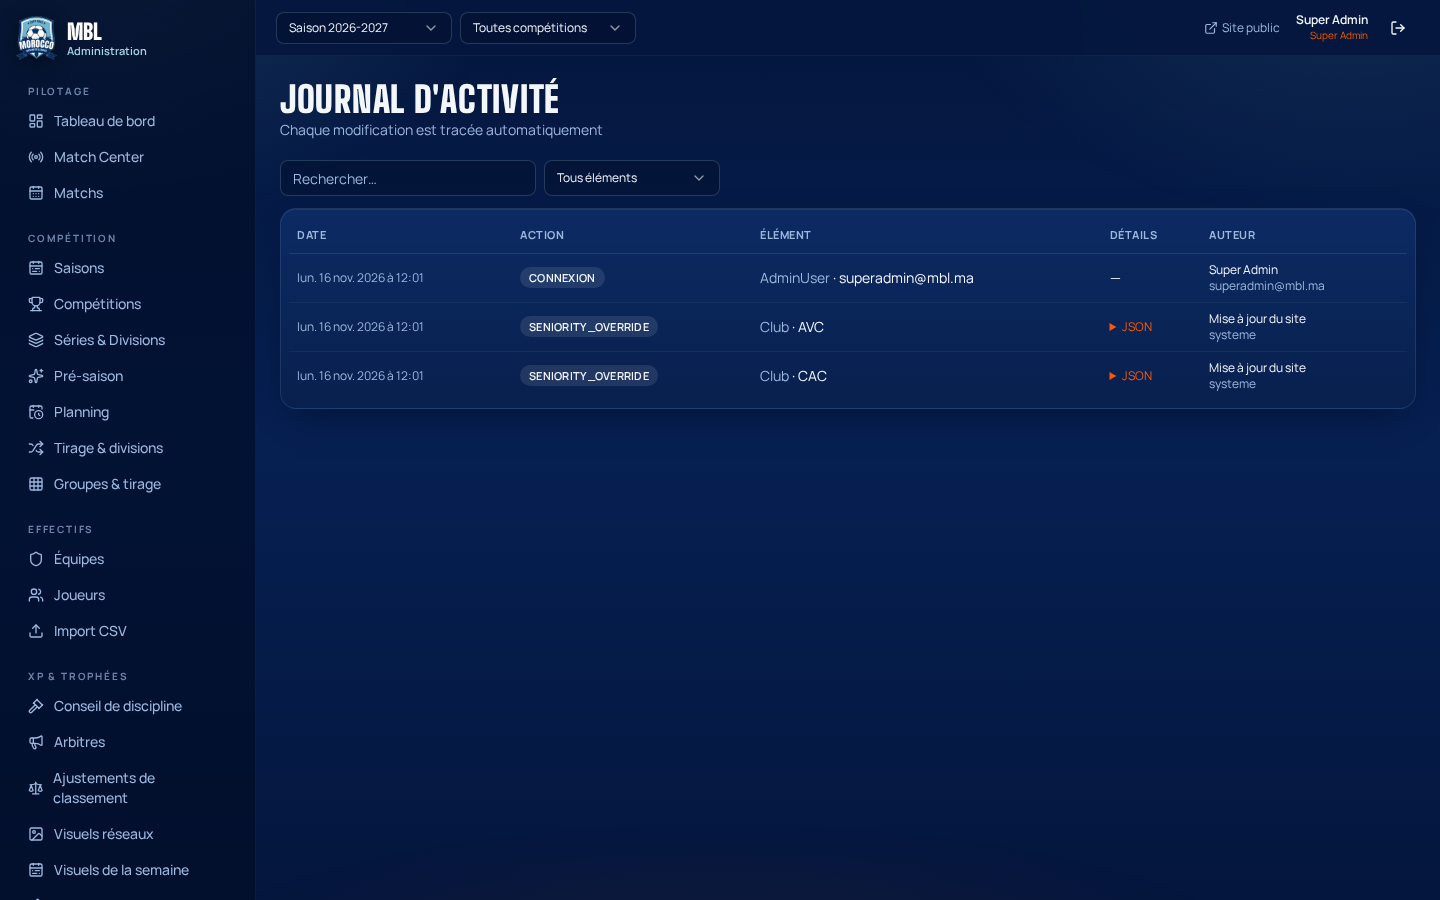 MBL
Administration
PILOTAGE
Tableau de bord
Match Center
Matchs
COMPÉTITION
Saisons
Compétitions
Séries & Divisions
Pré-saison
Planning
Tirage & divisions
Groupes & tirage
EFFECTIFS
Équipes
Joueurs
Import CSV
XP & TROPHÉES
Conseil de discipline
Arbitres
Ajustements de
classement
Visuels réseaux
Visuels de la semaine
Saison 2026-2027
Toutes compétitions
Site public
Super Admin
Super Admin
JOURNAL D'ACTIVITÉ
Chaque modification est tracée automatiquement
Rechercher...
Tous éléments
DATE ACTION ÉLÉMENT DÉTAILS AUTEUR
lun. 16 nov. 2026 à 12:01 CONNEXION AdminUser · superadmin@mbl.ma — Super Admin
superadmin@mbl.ma
lun. 16 nov. 2026 à 12:01 SENIORITY_OVERRIDE Club · AVC JSON Mise à jour du site
systeme
lun. 16 nov. 2026 à 12:01 SENIORITY_OVERRIDE Club · CAC JSON Mise à jour du site
systeme